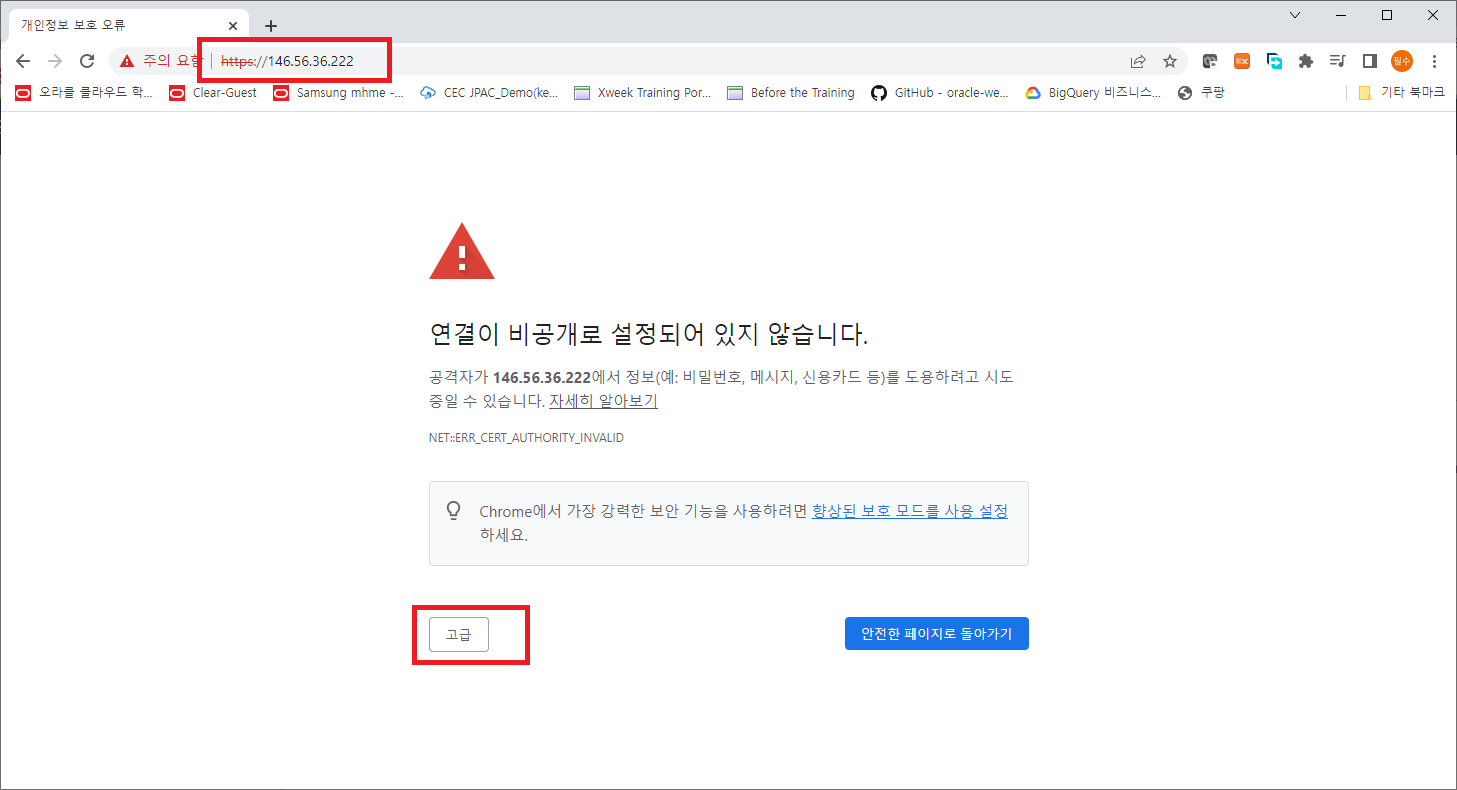 개인정보 보호 오류
주의 요함 https://146.56.36.222
필수
오라클 클라우드 학... Clear-Guest Samsung mhme -... CEC JPAC_Demo(ke... Xweek Training Por... Before the Training GitHub - oracle-we... BigQuery 비즈니스... 쿠팡 기타 북마크
연결이 비공개로 설정되어 있지 않습니다.
공격자가 146.56.36.222에서 정보(예: 비밀번호, 메시지, 신용카드 등)를 도용하려고 시도
중일 수 있습니다. 자세히 알아보기
NET::ERR_CERT_AUTHORITY_INVALID
Chrome에서 가장 강력한 보안 기능을 사용하려면 향상된 보호 모드를 사용 설정
하세요.
고급 안전한 페이지로 돌아가기